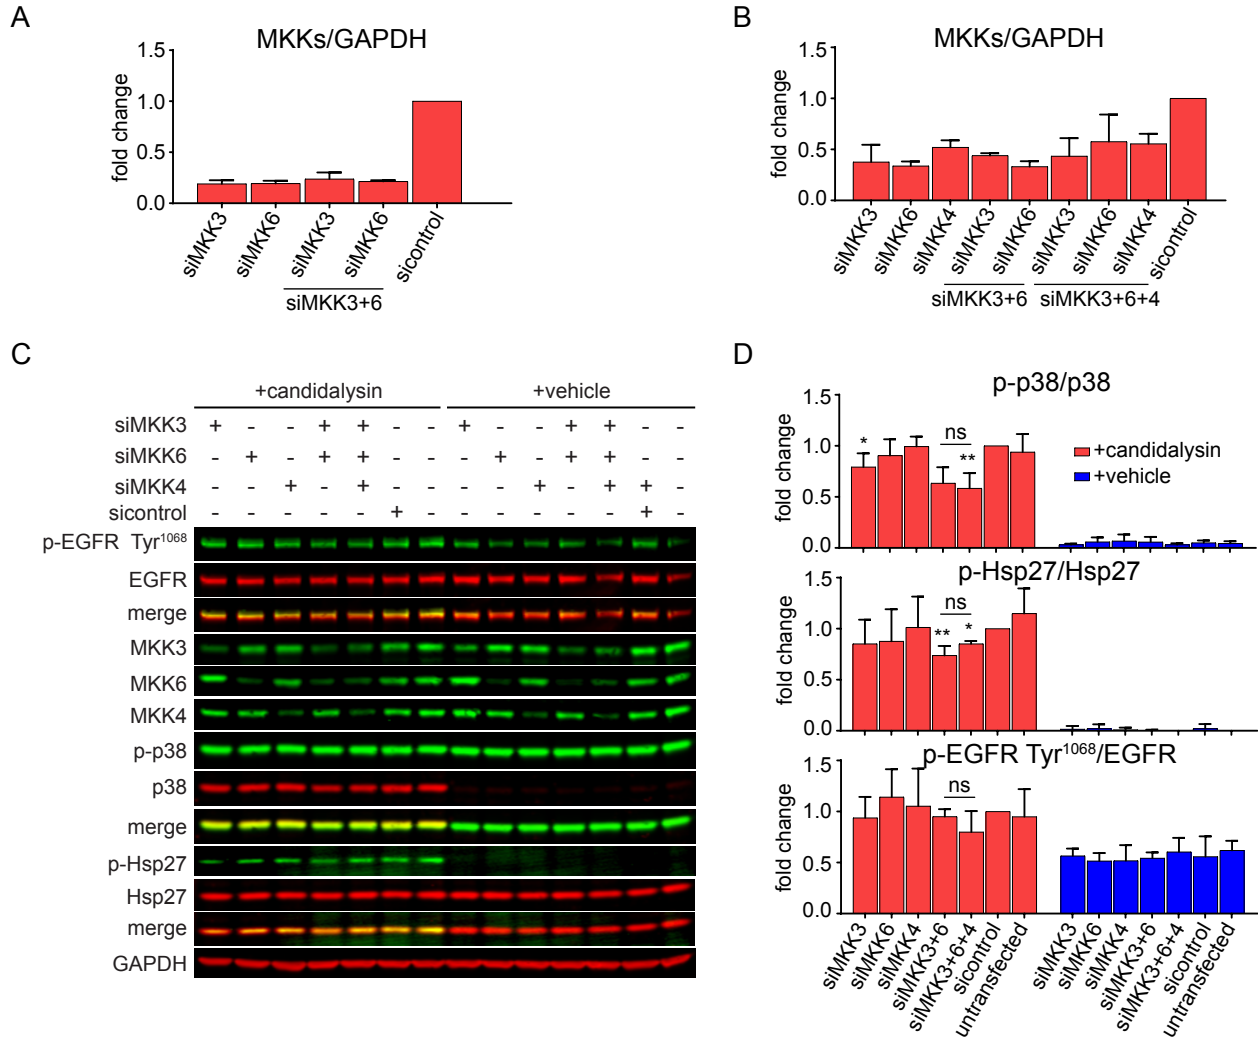 A
MKKs/GAPDH
fold change
1.5
1.0
0.5
0.0
siMKK3
siMKK6
siMKK3
siMKK6
sicontrol
siMKK3+6
B
MKKs/GAPDH
fold change
1.5
1.0
0.5
0.0
siMKK3
siMKK6
siMKK4
siMKK3
siMKK6
siMKK3
siMKK6
siMKK4
sicontrol
siMKK3+6
siMKK3+6+4
C
+candidalysin +vehicle
siMKK3 + - - + + - - + - - + + - -
siMKK6 - + - + + - - - + - + + - -
siMKK4 - - + - + - - - - + - + + -
sicontrol - - - - - + - - - - - - + -
p-EGFR Tyr1068
EGFR
merge
MKK3
MKK6
MKK4
p-p38
p38
merge
p-Hsp27
Hsp27
merge
GAPDH
D
p-p38/p38
fold change
1.5
1.0
0.5
0.0
*
ns
**
+candidalysin
+vehicle
p-Hsp27/Hsp27
fold change
1.5
1.0
0.5
0.0
ns
** *
p-EGFR Tyr1068/EGFR
fold change
1.5
1.0
0.5
0.0
ns
siMKK3
siMKK6
siMKK4
siMKK3+6
siMKK3+6+4
sicontrol
untransfected
siMKK3
siMKK6
siMKK4
siMKK3+6
siMKK3+6+4
sicontrol
untransfected